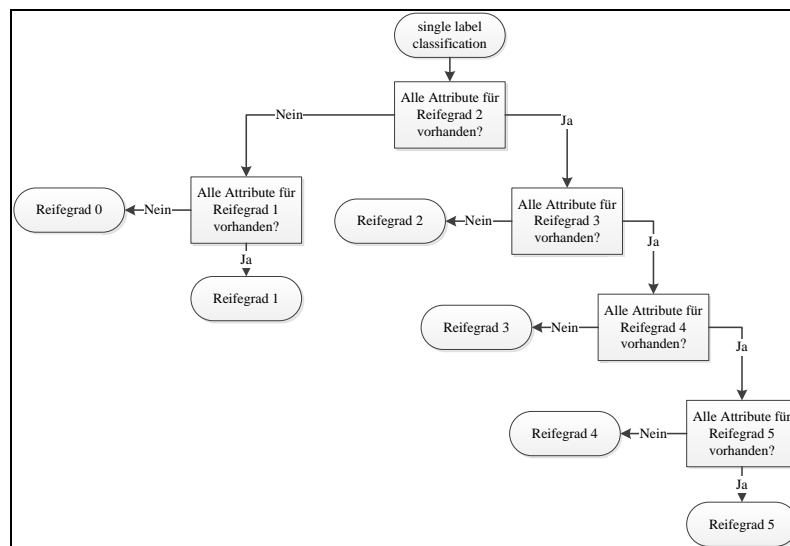 single label
classification
Alle Attribute für
Reifegrad 2
vorhanden?
Nein
Ja
Alle Attribute für
Reifegrad 1
vorhanden?
Nein
Reifegrad 0
Ja
Reifegrad 1
Alle Attribute für
Reifegrad 3
vorhanden?
Nein
Reifegrad 2
Ja
Alle Attribute für
Reifegrad 4
vorhanden?
Nein
Reifegrad 3
Ja
Alle Attribute für
Reifegrad 5
vorhanden?
Nein
Reifegrad 4
Ja
Reifegrad 5